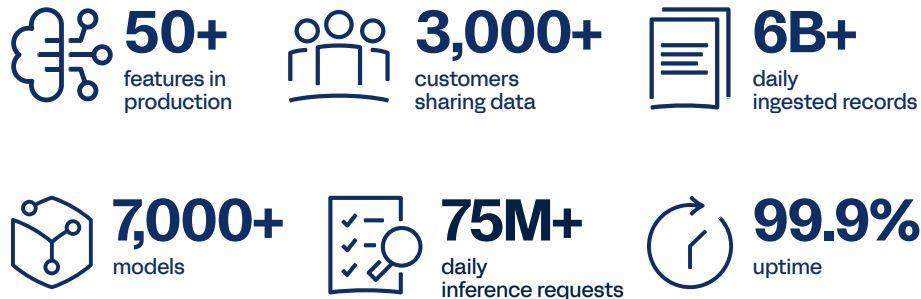 50+
features in
production
3,000+
customers
sharing data
6B+
daily
ingested records
7,000+
models
75M+
daily
inference requests
99.9%
uptime